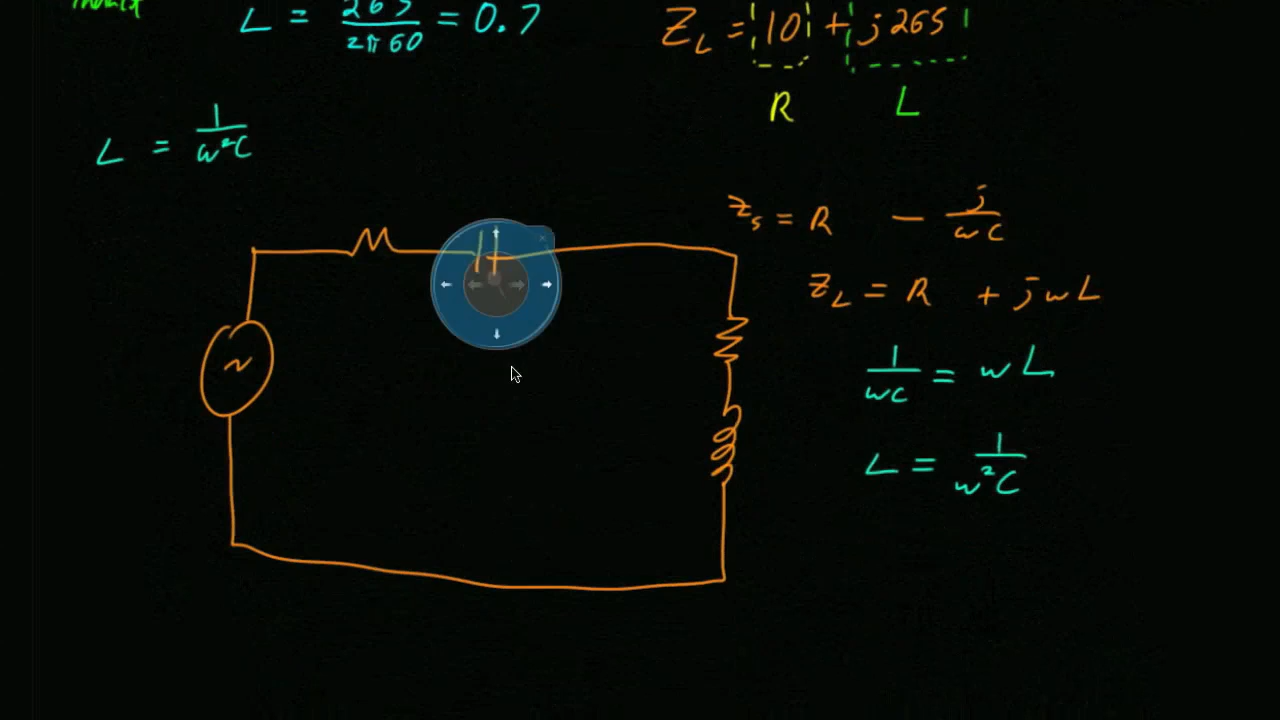 L = 265 / 2π60 = 0.7
Z_L = 10 + j265
R L
L = 1 / w²C
Z_s = R - j / wC
Z_L = R + jwL
1 / wC = wL
L = 1 / w²C
~